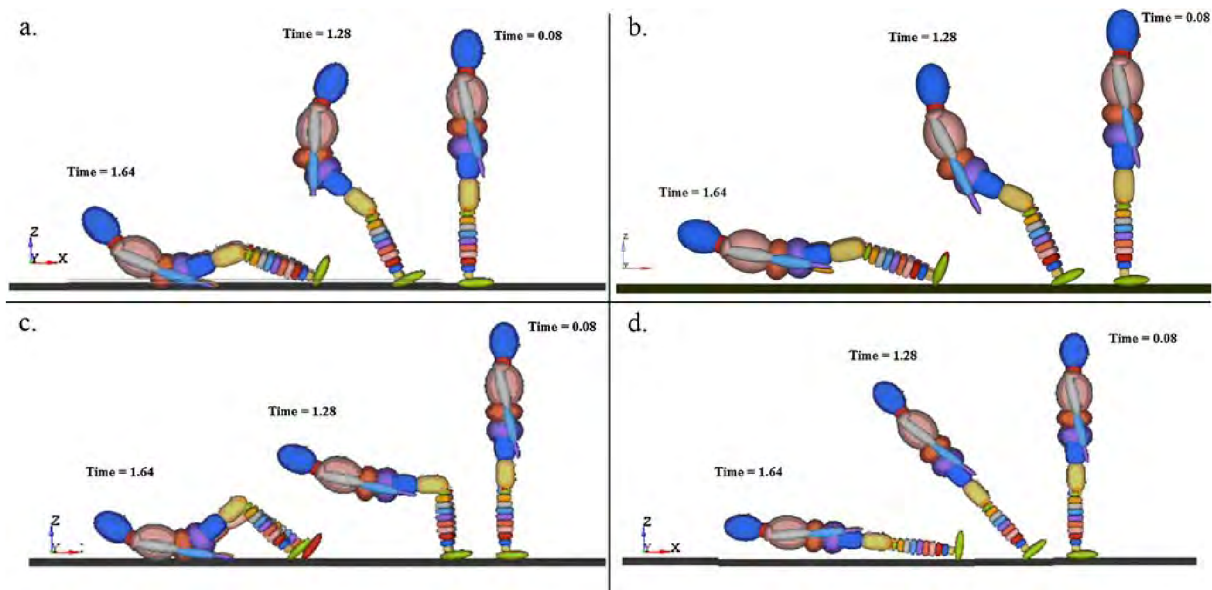 a.
Time = 1.28
Time = 0.08
Time = 1.64
Z
Y X
b.
Time = 0.08
Time = 1.28
Time = 1.64
z
c.
Time = 0.08
Time = 1.28
Time = 1.64
Z
d.
Time = 0.08
Time = 1.28
Time = 1.64
Z
Y X